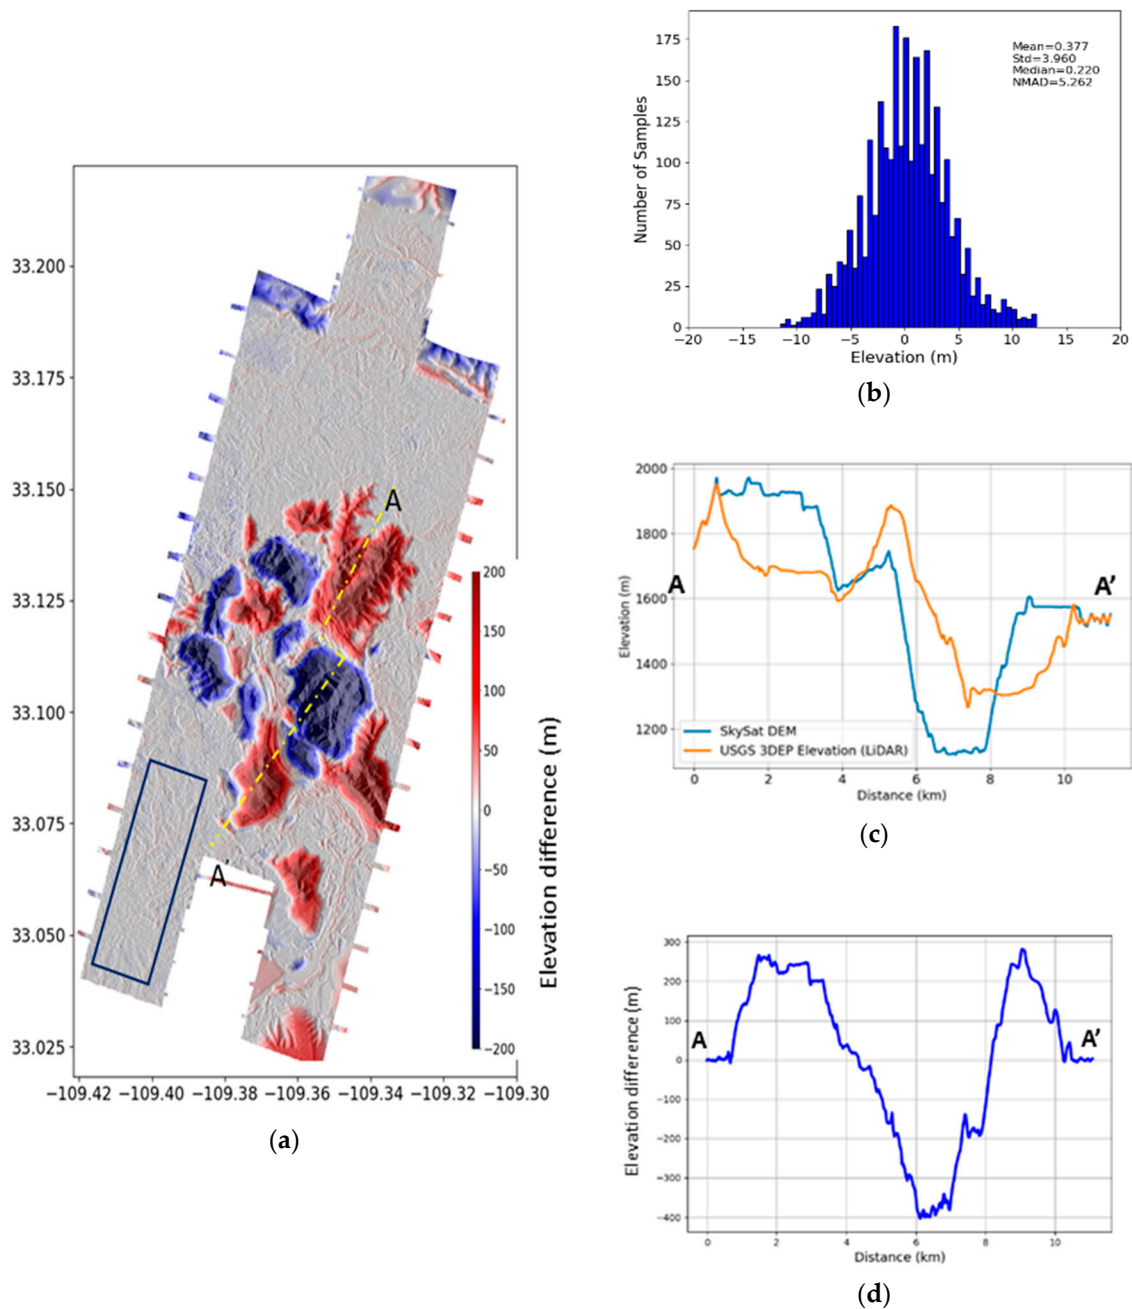 33.200
33.175
33.150
33.125
33.100
33.075
33.050
33.025
−109.42 −109.40 −109.38 −109.36 −109.34 −109.32 −109.30
A
A'
200
150
100
50
0
−50
−100
−150
−200
Elevation difference (m)
(a)
175
150
125
100
75
50
25
0
Number of Samples
Mean=0.377
Std=3.960
Median=0.220
NMAD=5.262
−20 −15 −10 −5 0 5 10 15 20
Elevation (m)
(b)
2000
1800
1600
1400
1200
Elevation (m)
A
A'
SkySat DEM
USGS 3DEP Elevation (LiDAR)
0 2 4 6 8 10
Distance (km)
(c)
300
200
100
0
−100
−200
−300
−400
Elevation difference (m)
A
A'
0 2 4 6 8 10
Distance (km)
(d)